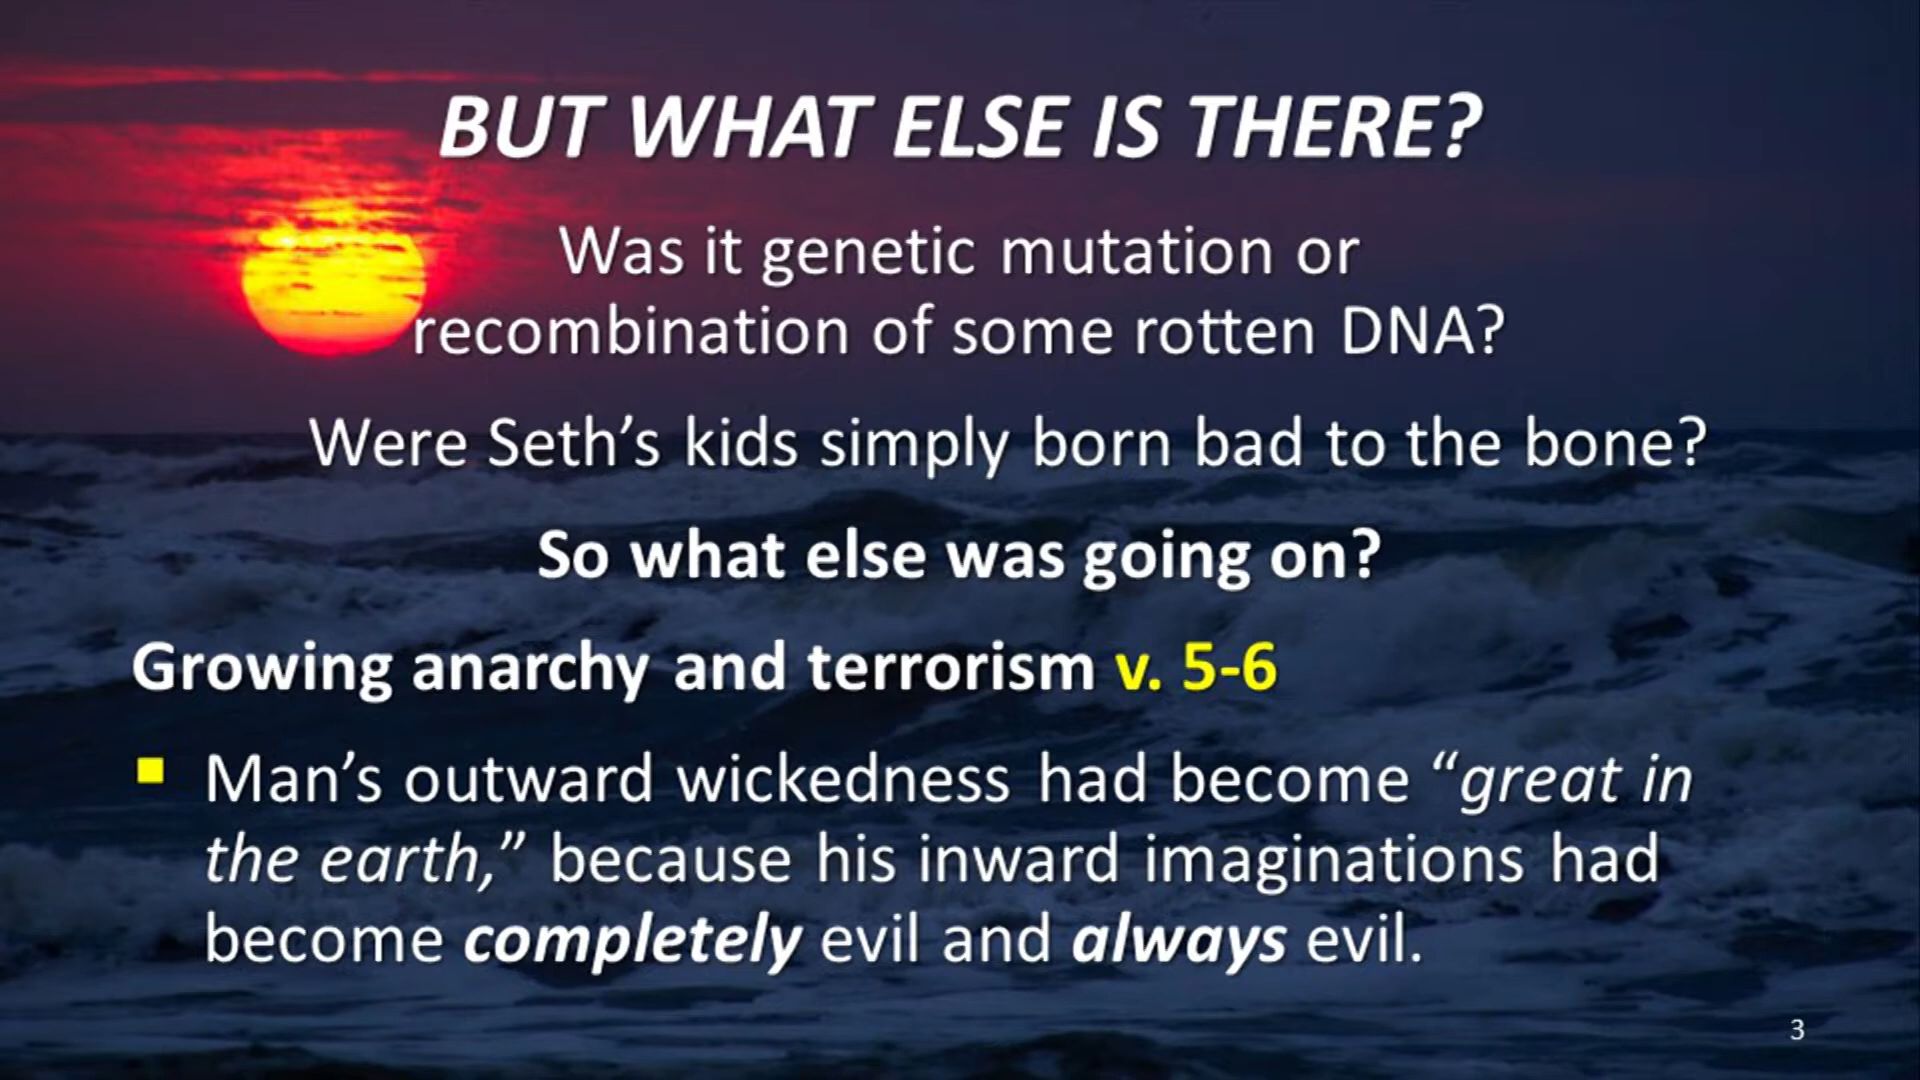 BUT WHAT ELSE IS THERE?
Was it genetic mutation or
recombination of some rotten DNA?
Were Seth’s kids simply born bad to the bone?
So what else was going on?
Growing anarchy and terrorism v. 5-6
▪ Man’s outward wickedness had become “great in
the earth,” because his inward imaginations had
become completely evil and always evil.
3